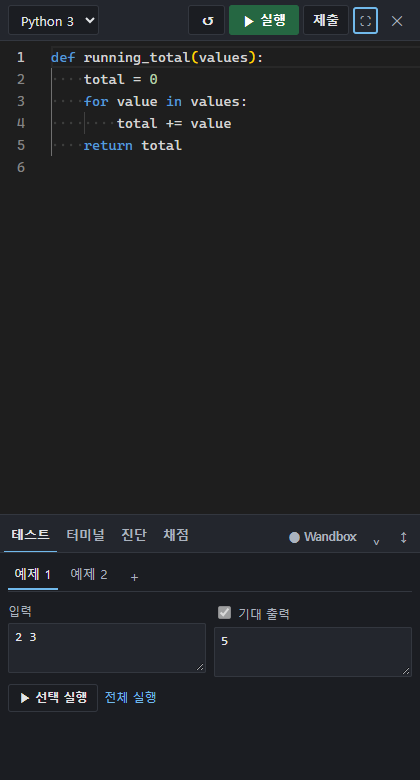 Python 3 ↺ ▶ 실행 제출
1 def running_total(values):
2 ····total = 0
3 ····for value in values:
4 ········total += value
5 ····return total
6
테스트 터미널 진단 채점 Wandbox
예제 1 예제 2 +
입력 기대 출력
2 3 5
▶ 선택 실행 전체 실행